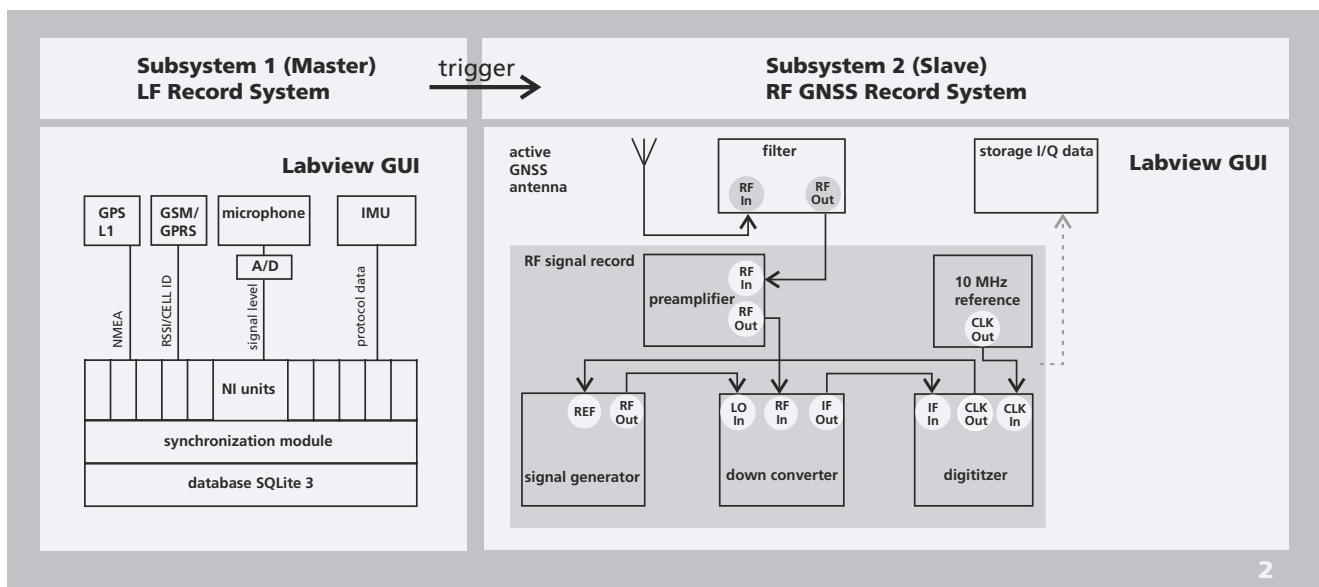 Subsystem 1 (Master)
LF Record System
trigger
Subsystem 2 (Slave)
RF GNSS Record System
Labview GUI
GPS
L1
GSM/
GPRS
microphone
IMU
A/D
NMEA
RSSI/CELL ID
signal level
protocol data
NI units
synchronization module
database SQLite 3
active
GNSS
antenna
filter
RF
In
RF
Out
storage I/Q data
Labview GUI
RF signal record
preamplifier
RF
In
RF
Out
10 MHz
reference
CLK
Out
REF
RF
Out
signal generator
LO
In
RF
In
IF
Out
down converter
IF
In
CLK
Out
CLK
In
digititzer
2